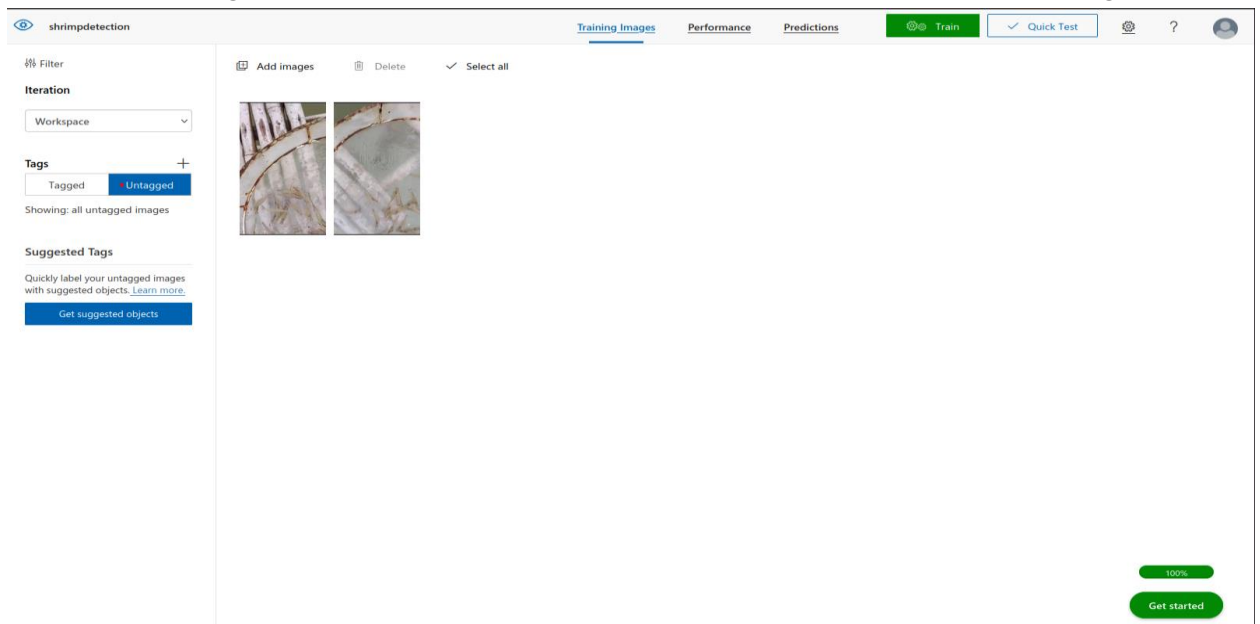 shrimpdetection
Training Images
Performance
Predictions
Train
Quick Test
?
Filter
Add images
Delete
Select all
Iteration
Workspace
Tags
Tagged
Untagged
Showing: all untagged images
Suggested Tags
Quickly label your untagged images
with suggested objects. Learn more.
Get suggested objects
100%
Get started